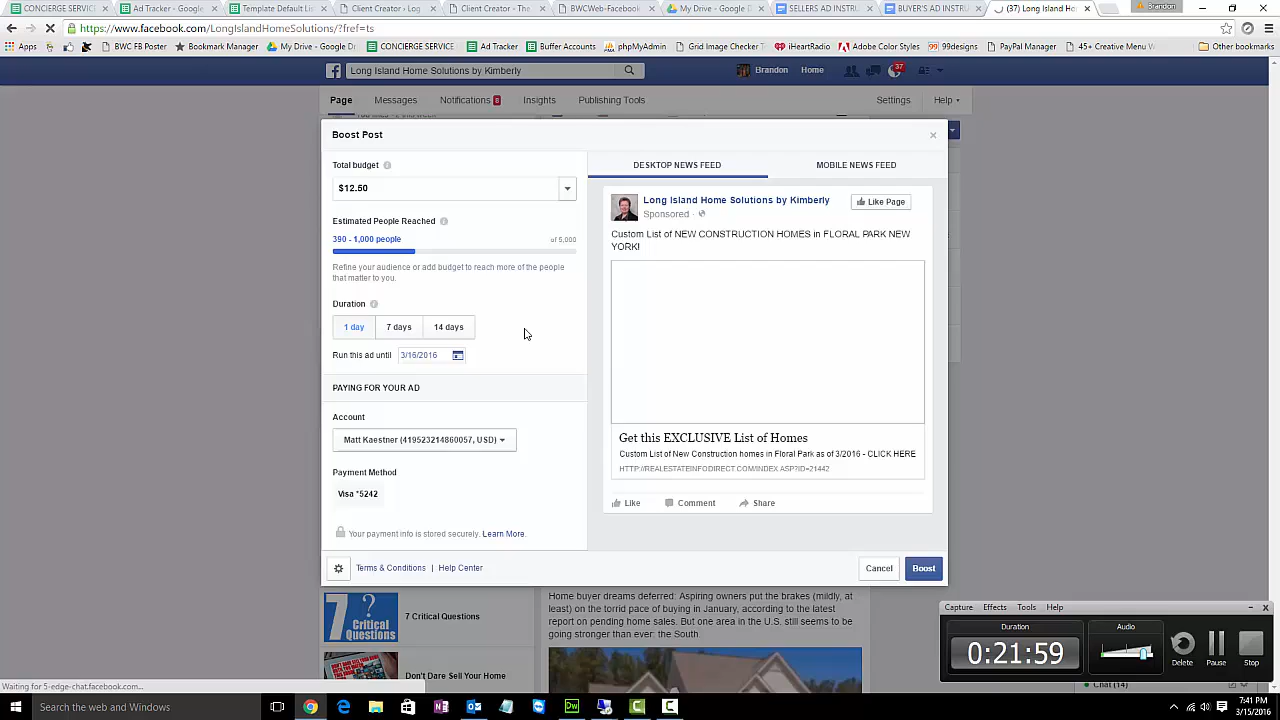 CONCIERGE SERVICE
Ad Tracker - Google
Template Default Lis
Client Creator - Log
Client Creator - The
BWCWeb-Facebook
My Drive - Google Dr
SELLERS AD INSTRU
BUYER'S AD INSTRU
(37) Long Island Hom
Brandon
https://www.facebook.com/LongIslandHomeSolutions/?fref=ts
Apps
BWC FB Poster
Bookmark Manager
My Drive - Google Dr
CONCIERGE SERVICE
Ad Tracker
Buffer Accounts
phpMyAdmin
Grid Image Checker T
iHeartRadio
Adobe Color Styles
99designs
PayPal Manager
45+ Creative Menu W
Other bookmarks
Long Island Home Solutions by Kimberly
Brandon
Home
37
Page
Messages
Notifications 8
Insights
Publishing Tools
Settings
Help
Boost Post
Total budget
$12.50
Estimated People Reached
390 - 1,000 people
of 5,000
Refine your audience or add budget to reach more of the people
that matter to you.
Duration
1 day
7 days
14 days
Run this ad until 3/16/2016
PAYING FOR YOUR AD
Account
Matt Kaestner (419523214860057, USD)
Payment Method
Visa *5242
Your payment info is stored securely. Learn More.
DESKTOP NEWS FEED
MOBILE NEWS FEED
Long Island Home Solutions by Kimberly
Sponsored ·
Like Page
Custom List of NEW CONSTRUCTION HOMES in FLORAL PARK NEW
YORK!
Get this EXCLUSIVE List of Homes
Custom List of New Construction homes in Floral Park as of 3/2016 - CLICK HERE
HTTP://REALESTATEINFODIRECT.COM/INDEX.ASP?ID=21442
Like
Comment
Share
Terms & Conditions | Help Center
Cancel
Boost
7 Critical Questions
7 ? Critical Questions
Don't Dare Sell Your Home
Home buyer dreams deferred: Aspiring owners put the brakes (mildly, at
least) on the torrid pace of buying in January, according to the latest
report on pending home sales. But one area in the U.S. still seems to be
going stronger than ever: the South.
Capture
Effects
Tools
Help
Duration
0:21:59
Audio
Delete
Pause
Stop
Chat (14)
Waiting for 5-edge-chat.facebook.com...
Search the web and Windows
7:41 PM
3/15/2016